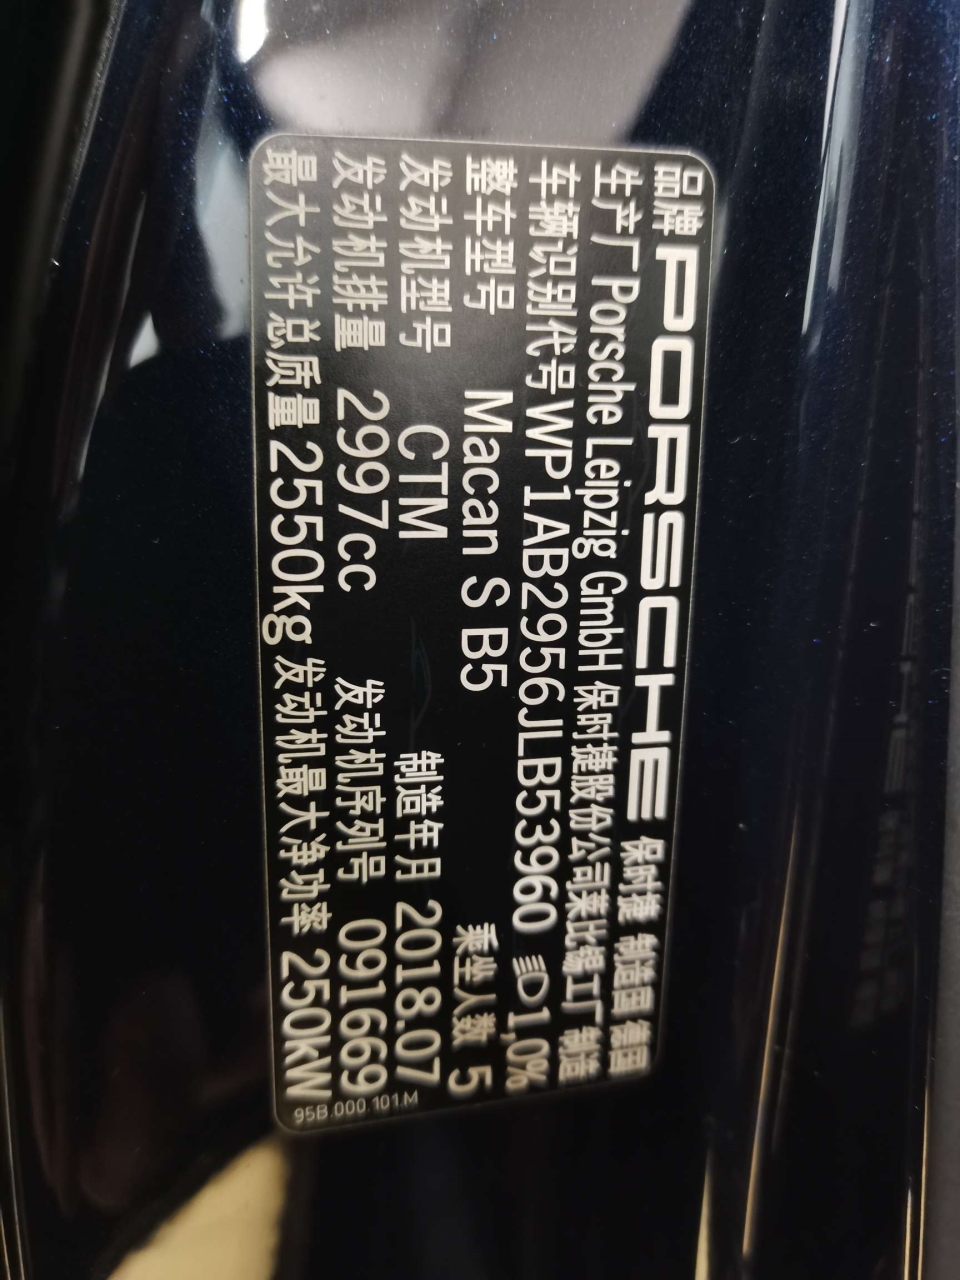 品牌 PORSCHE 保时捷 制造国 德国
生产厂 Porsche Leipzig GmbH 保时捷股份公司莱比锡工厂 制造
车辆识别代号 WP1AB2956JLB53960 1,0%
整车型号 Macan S B5 乘坐人数 5
发动机型号 CTM 制造年月 2018.07
发动机排量 2997cc 发动机序列号 091669
最大允许总质量 2550kg 发动机最大净功率 250kW
95B.000.101.M